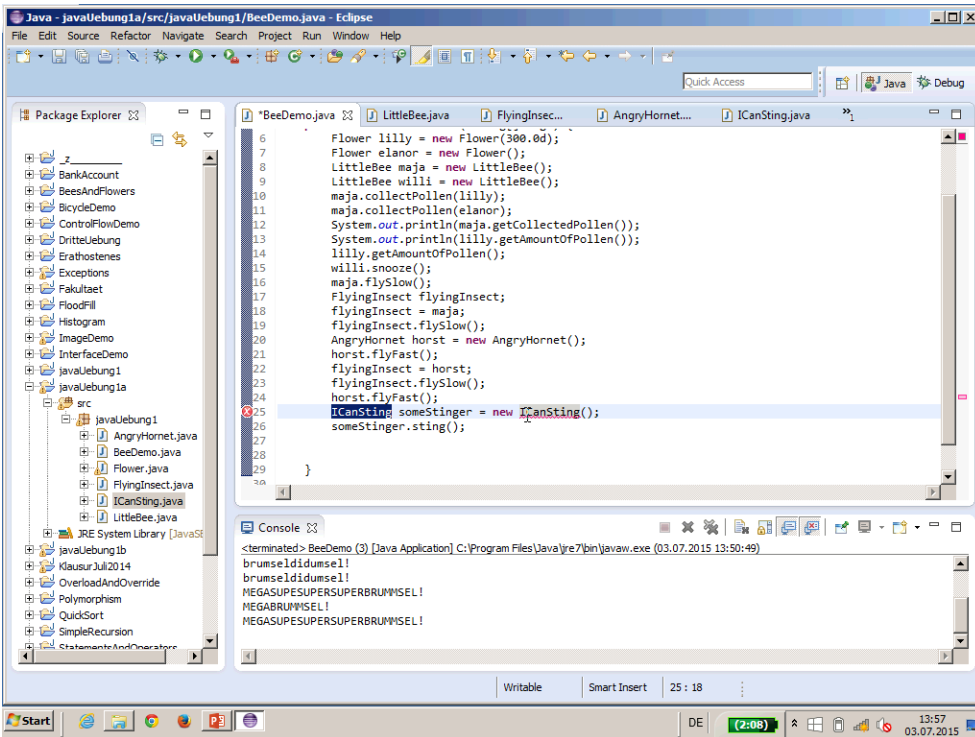 Java - javaUebung1a/src/javaUebung1/BeeDemo.java - Eclipse
File Edit Source Refactor Navigate Search Project Run Window Help
Quick Access
Java
Debug
Package Explorer
*BeeDemo.java
LittleBee.java
FlyingInsec...
AngryHornet....
ICanSting.java
»1
_z_______
BankAccount
BeesAndFlowers
BicycleDemo
ControlFlowDemo
DritteUebung
Erathostenes
Exceptions
Fakultaet
FloodFill
Histogram
ImageDemo
InterfaceDemo
javaUebung1
javaUebung1a
src
javaUebung1
AngryHornet.java
BeeDemo.java
Flower.java
FlyingInsect.java
ICanSting.java
LittleBee.java
JRE System Library [JavaSE
javaUebung1b
KlausurJuli2014
OverloadAndOverride
Polymorphism
QuickSort
SimpleRecursion
StatementsAndOperators
6 Flower lilly = new Flower(300.0d);
7 Flower elanor = new Flower();
8 LittleBee maja = new LittleBee();
9 LittleBee willi = new LittleBee();
10 maja.collectPollen(lilly);
11 maja.collectPollen(elanor);
12 System.out.println(maja.getCollectedPollen());
13 System.out.println(lilly.getAmountOfPollen());
14 lilly.getAmountOfPollen();
15 willi.snooze();
16 maja.flySlow();
17 FlyingInsect flyingInsect;
18 flyingInsect = maja;
19 flyingInsect.flySlow();
20 AngryHornet horst = new AngryHornet();
21 horst.flyFast();
22 flyingInsect = horst;
23 flyingInsect.flySlow();
24 horst.flyFast();
25 ICanSting someStinger = new ICanSting();
26 someStinger.sting();
27
28
29 }
30
Console
<terminated> BeeDemo (3) [Java Application] C:\Program Files\Java\jre7\bin\javaw.exe (03.07.2015 13:50:49)
brumseldidumsel!
brumseldidumsel!
MEGASUPESUPERSUPERBRUMMSEL!
MEGABRUMMSEL!
MEGASUPESUPERSUPERBRUMMSEL!
Writable
Smart Insert
25 : 18
Start
DE
(2:08)
13:57
03.07.2015